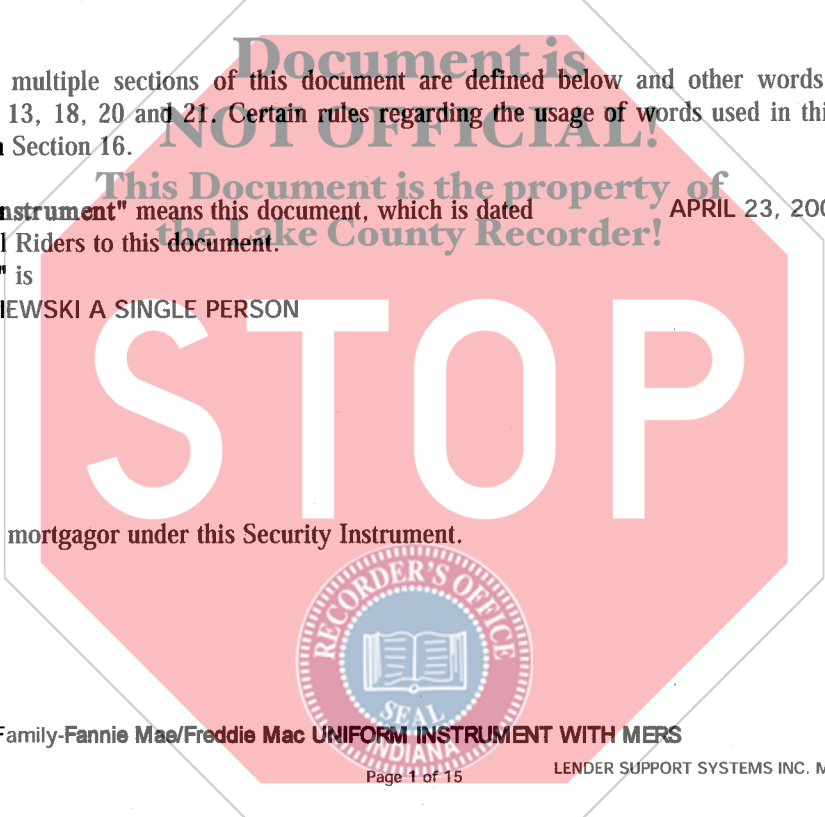 Document is
multiple sections of this document are defined below and other words
13, 18, 20 and 21. Certain rules regarding the usage of words used in thi
NOT OFFICIAL!
Section 16.
This Document is the property of
nstrument" means this document, which is dated APRIL 23, 200
the Lake County Recorder!
l Riders to this document.
" is
IEWSKI A SINGLE PERSON
STOP
mortgagor under this Security Instrument.
RECORDER'S OFFICE
SEAL
INDIANA
Family-Fannie Mae/Freddie Mac UNIFORM INSTRUMENT WITH MERS
Page 1 of 15
LENDER SUPPORT SYSTEMS INC. M